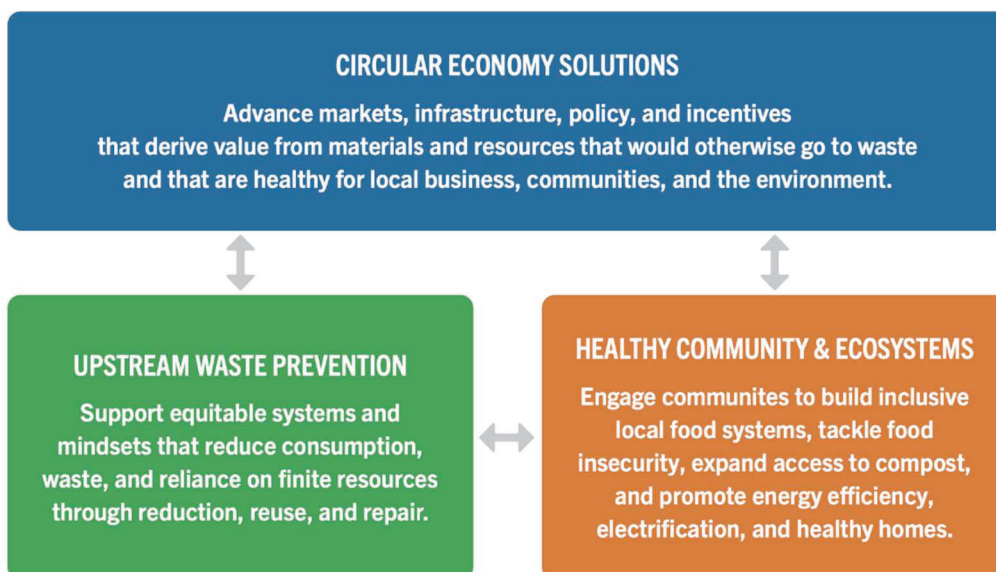 CIRCULAR ECONOMY SOLUTIONS
Advance markets, infrastructure, policy, and incentives
that derive value from materials and resources that would otherwise go to waste
and that are healthy for local business, communities, and the environment.
UPSTREAM WASTE PREVENTION
Support equitable systems and
mindsets that reduce consumption,
waste, and reliance on finite resources
through reduction, reuse, and repair.
HEALTHY COMMUNITY & ECOSYSTEMS
Engage communites to build inclusive
local food systems, tackle food
insecurity, expand access to compost,
and promote energy efficiency,
electrification, and healthy homes.